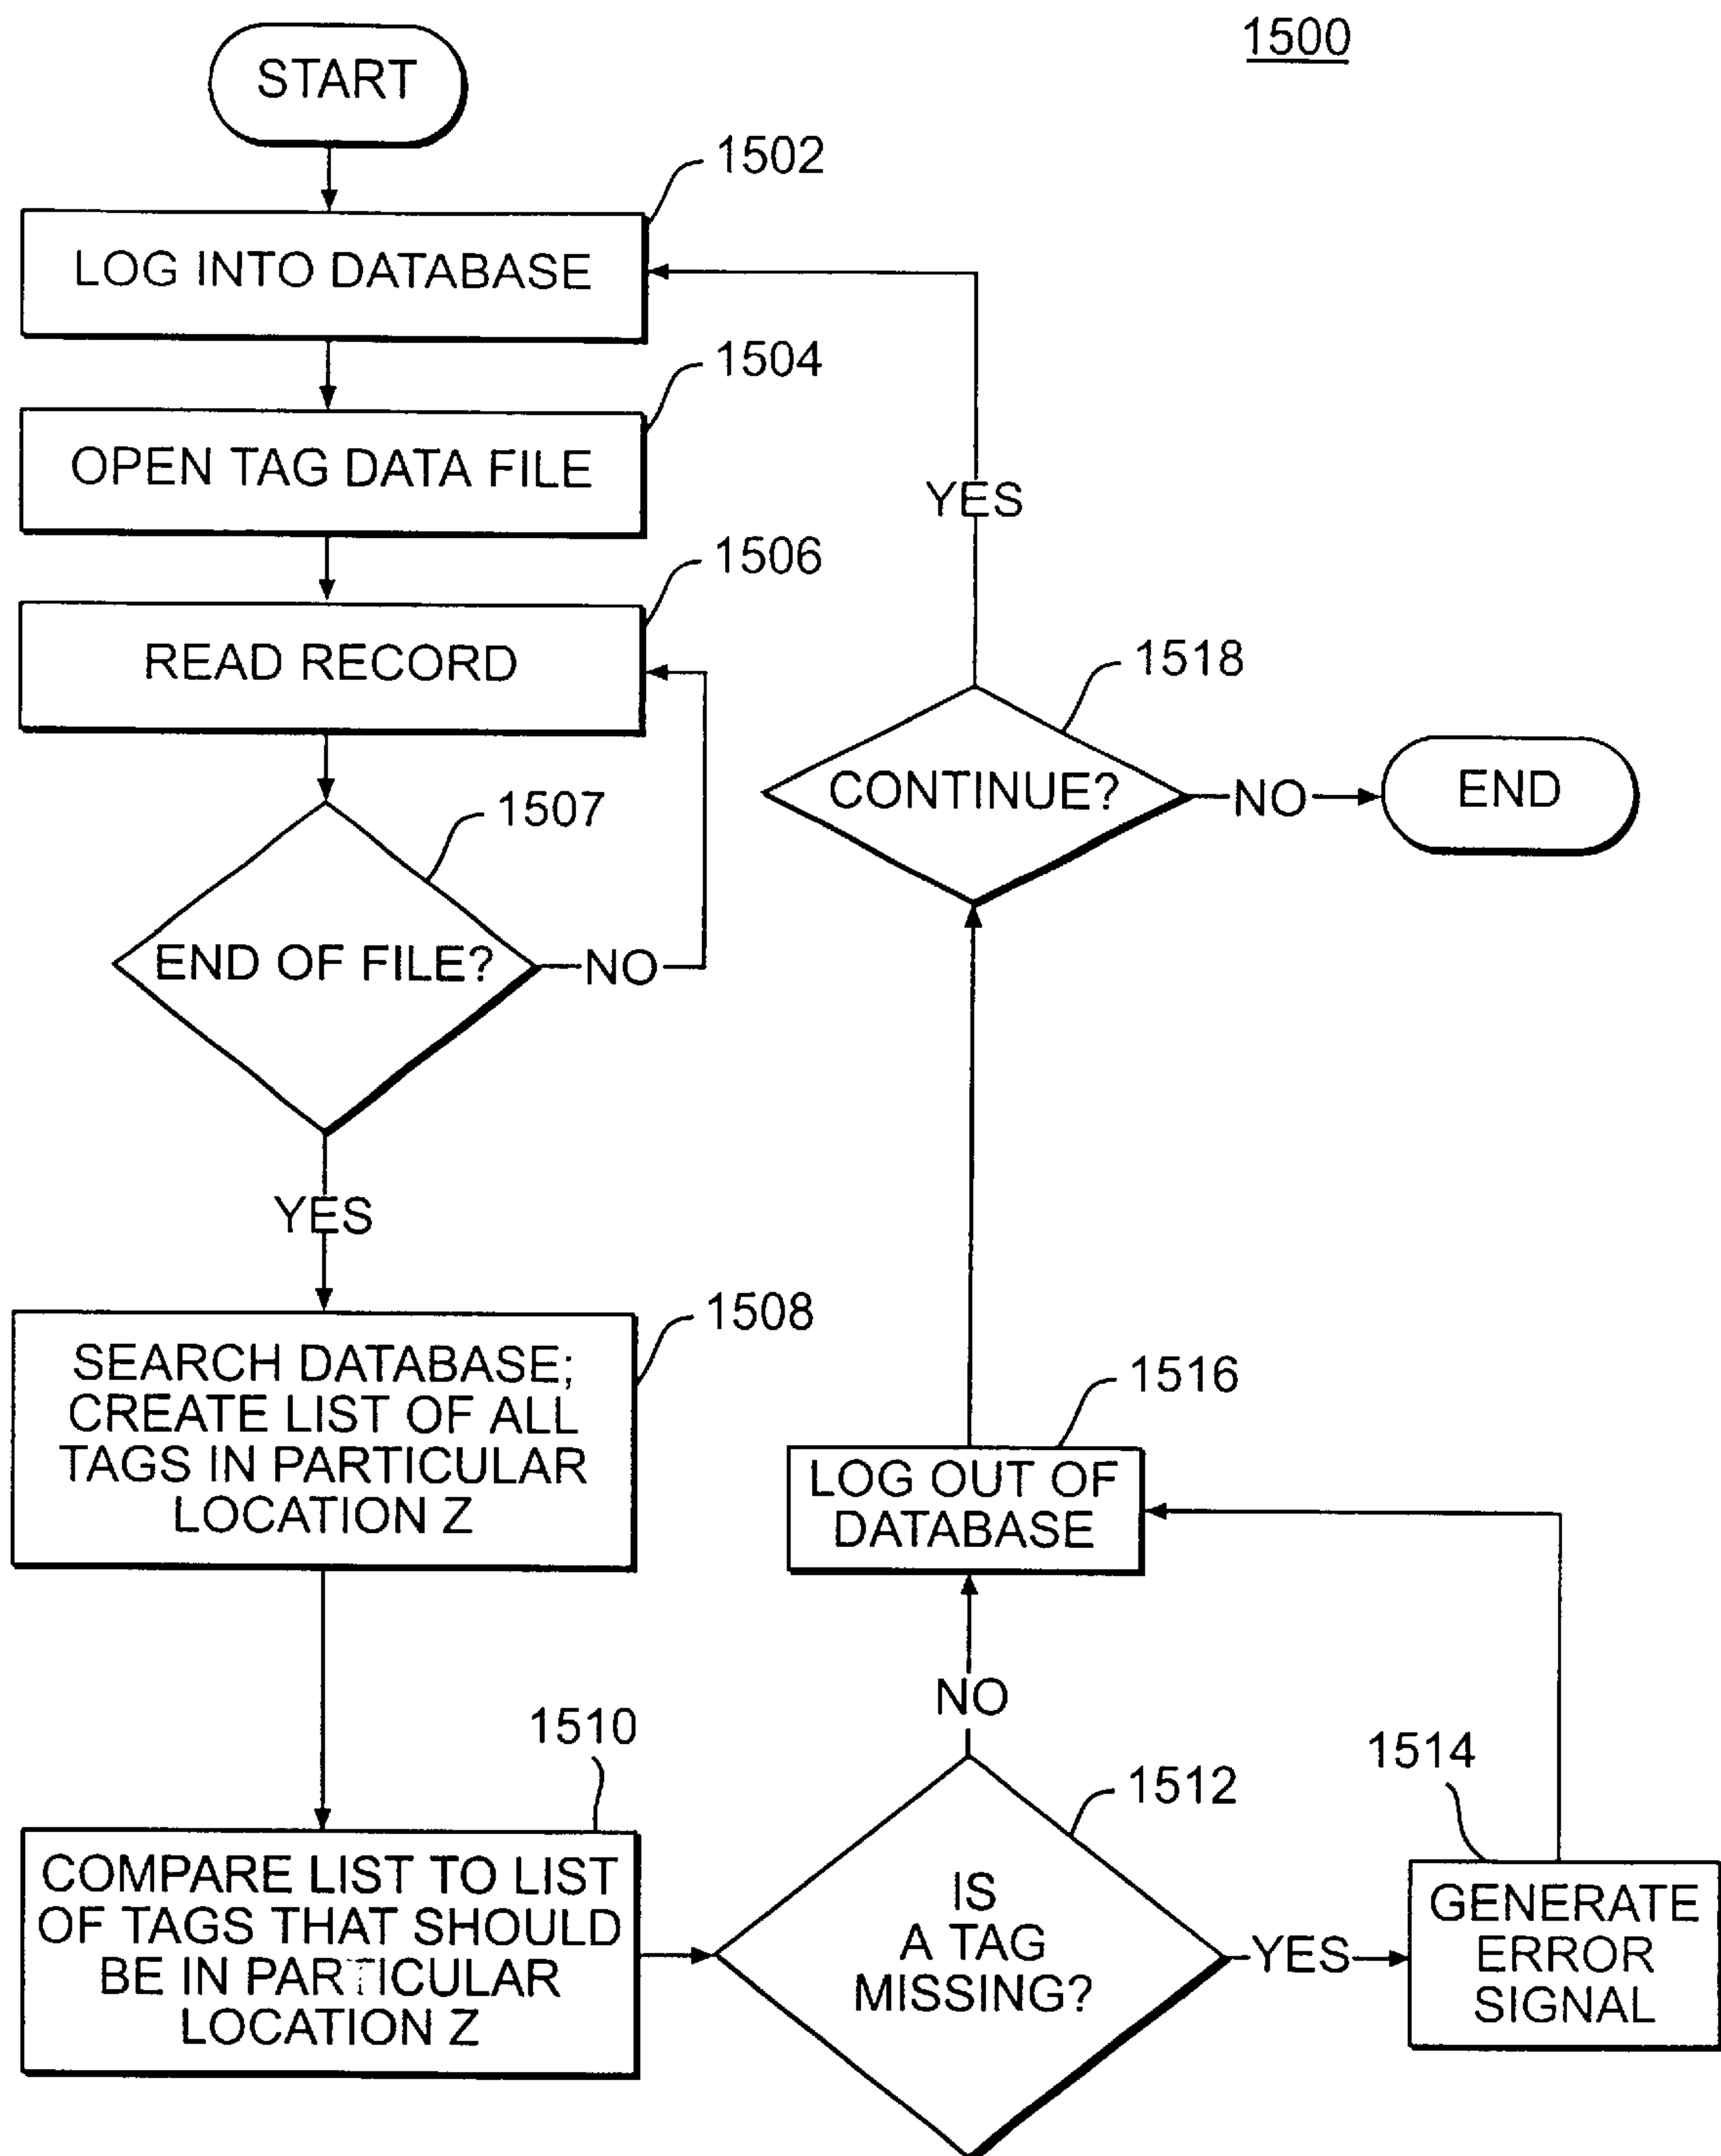 1500
START
1502
LOG INTO DATABASE
1504
OPEN TAG DATA FILE
1506
READ RECORD
1507
END OF FILE?
NO
YES
1508
SEARCH DATABASE;
CREATE LIST OF ALL
TAGS IN PARTICULAR
LOCATION Z
1510
COMPARE LIST TO LIST
OF TAGS THAT SHOULD
BE IN PARTICULAR
LOCATION Z
1512
IS
A TAG
MISSING?
YES
1514
GENERATE
ERROR
SIGNAL
NO
1516
LOG OUT OF
DATABASE
1518
CONTINUE?
YES
NO
END